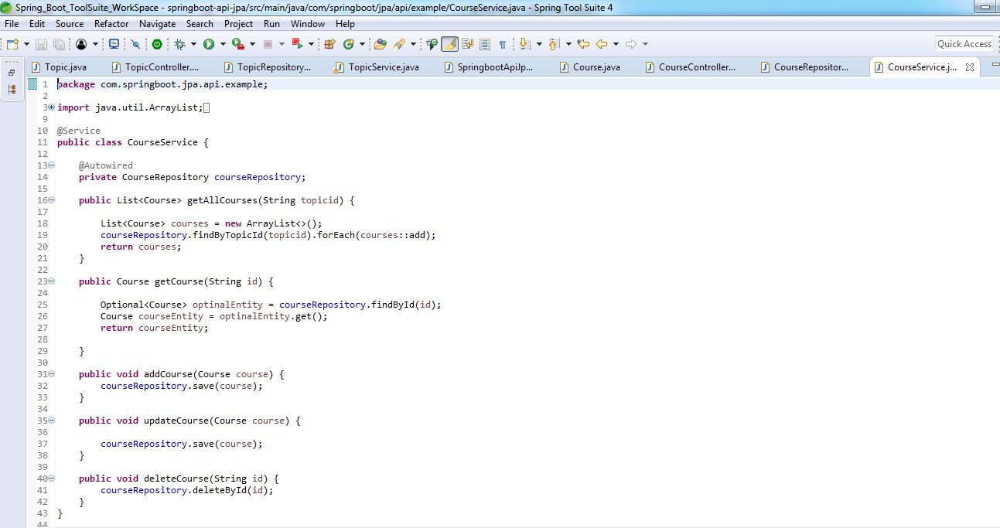 Spring_Boot_ToolSuite_WorkSpace - springboot-api-jpa/src/main/java/com/springboot/jpa/api/example/CourseService.java - Spring Tool Suite 4
File Edit Source Refactor Navigate Search Project Run Window Help
Quick Access
Topic.java TopicController.... TopicRepository... TopicService.java SpringbootApiJp... Course.java CourseController... CourseRepositor... CourseService.j...
1 package com.springboot.jpa.api.example;
2
3 import java.util.ArrayList;
9
10 @Service
11 public class CourseService {
12
13 @Autowired
14 private CourseRepository courseRepository;
15
16 public List<Course> getAllCourses(String topicid) {
17
18 List<Course> courses = new ArrayList<>();
19 courseRepository.findByTopicId(topicid).forEach(courses::add);
20 return courses;
21 }
22
23 public Course getCourse(String id) {
24
25 Optional<Course> optinalEntity = courseRepository.findById(id);
26 Course courseEntity = optinalEntity.get();
27 return courseEntity;
28
29 }
30
31 public void addCourse(Course course) {
32 courseRepository.save(course);
33 }
34
35 public void updateCourse(Course course) {
36
37 courseRepository.save(course);
38 }
39
40 public void deleteCourse(String id) {
41 courseRepository.deleteById(id);
42 }
43 }
44